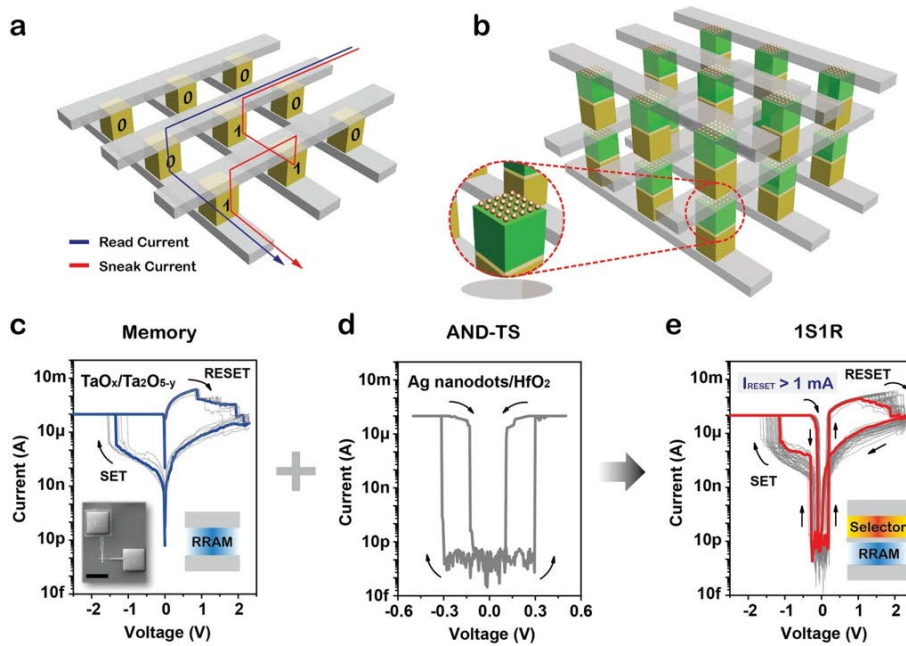 a
b
0
0
0
0
1
0
0
1
1
Read Current
Sneak Current
c
Memory
TaOₓ/Ta₂O₅₋ᵧ
RESET
SET
RRAM
10m
10µ
10n
10p
10f
Current (A)
-2
-1
0
1
2
Voltage (V)
d
AND-TS
Ag nanodots/HfO₂
10m
10µ
10n
10p
10f
Current (A)
-0.6
-0.3
0.0
0.3
0.6
Voltage (V)
e
1S1R
I_RESET > 1 mA
RESET
SET
Selector
RRAM
10m
10µ
10n
10p
10f
Current (A)
-2
-1
0
1
2
Voltage (V)